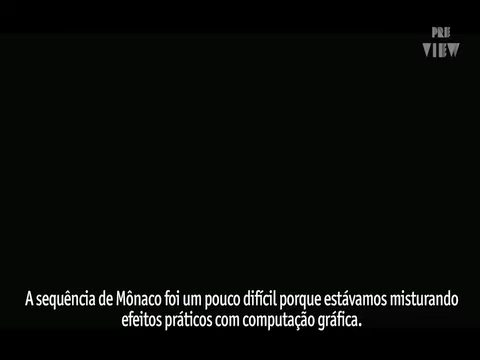 PRE
VIEW
A sequência de Mônaco foi um pouco difícil porque estávamos misturando
efeitos práticos com computação gráfica.